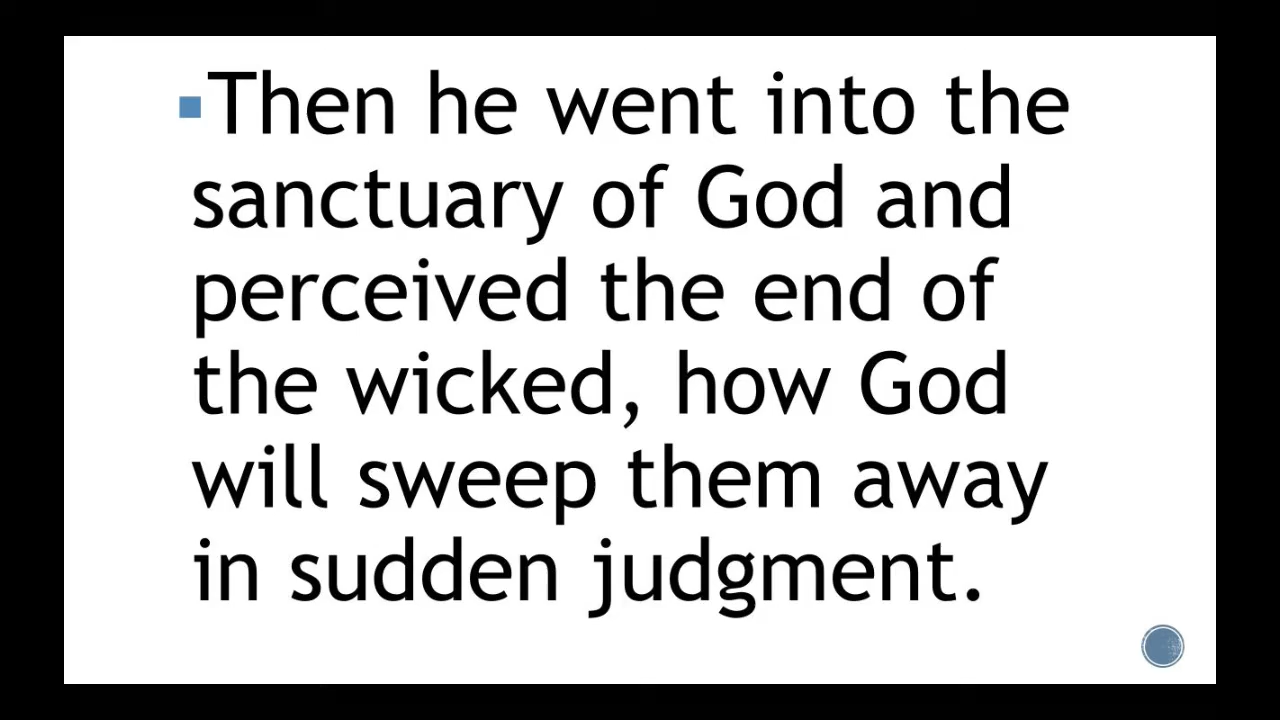 ▪Then he went into the
sanctuary of God and
perceived the end of
the wicked, how God
will sweep them away
in sudden judgment.